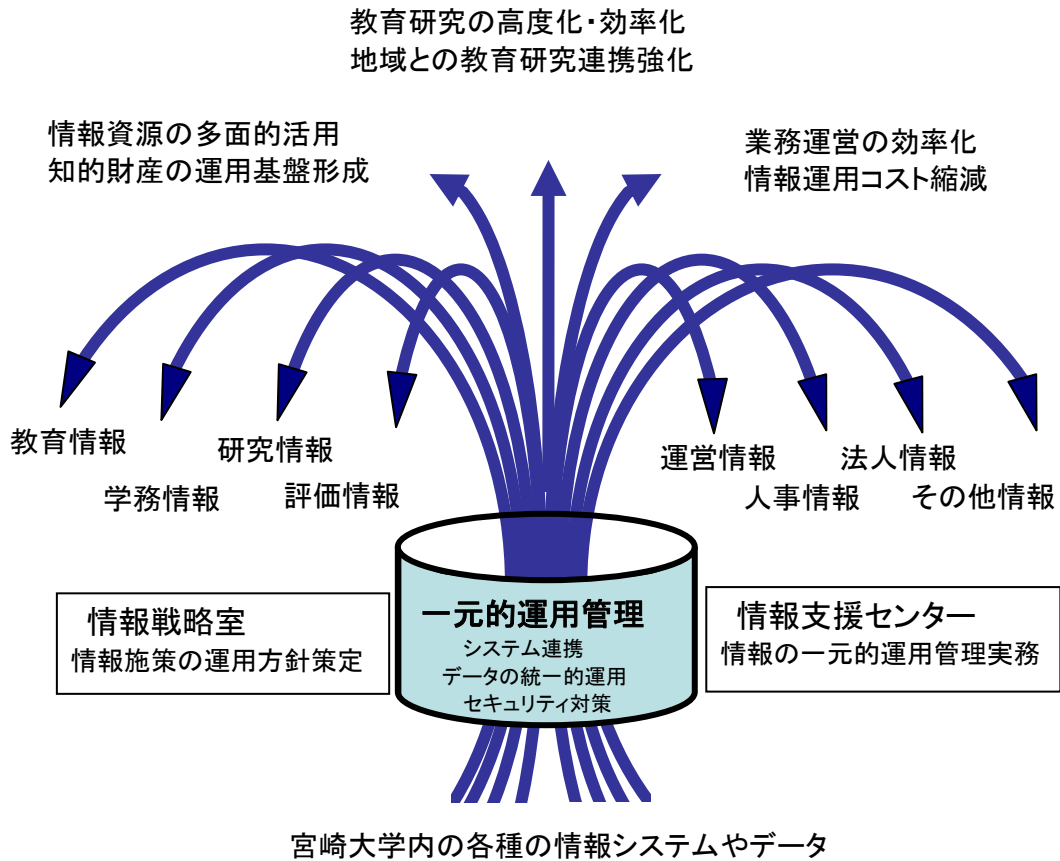 教育研究の高度化・効率化
地域との教育研究連携強化
情報資源の多面的活用
知的財産の運用基盤形成
業務運営の効率化
情報運用コスト縮減
教育情報
学務情報
研究情報
評価情報
運営情報
人事情報
法人情報
その他情報
情報戦略室
情報施策の運用方針策定
一元的運用管理
システム連携
データの統一的運用
セキュリティ対策
情報支援センター
情報の一元的運用管理実務
宮崎大学内の各種の情報システムやデータ